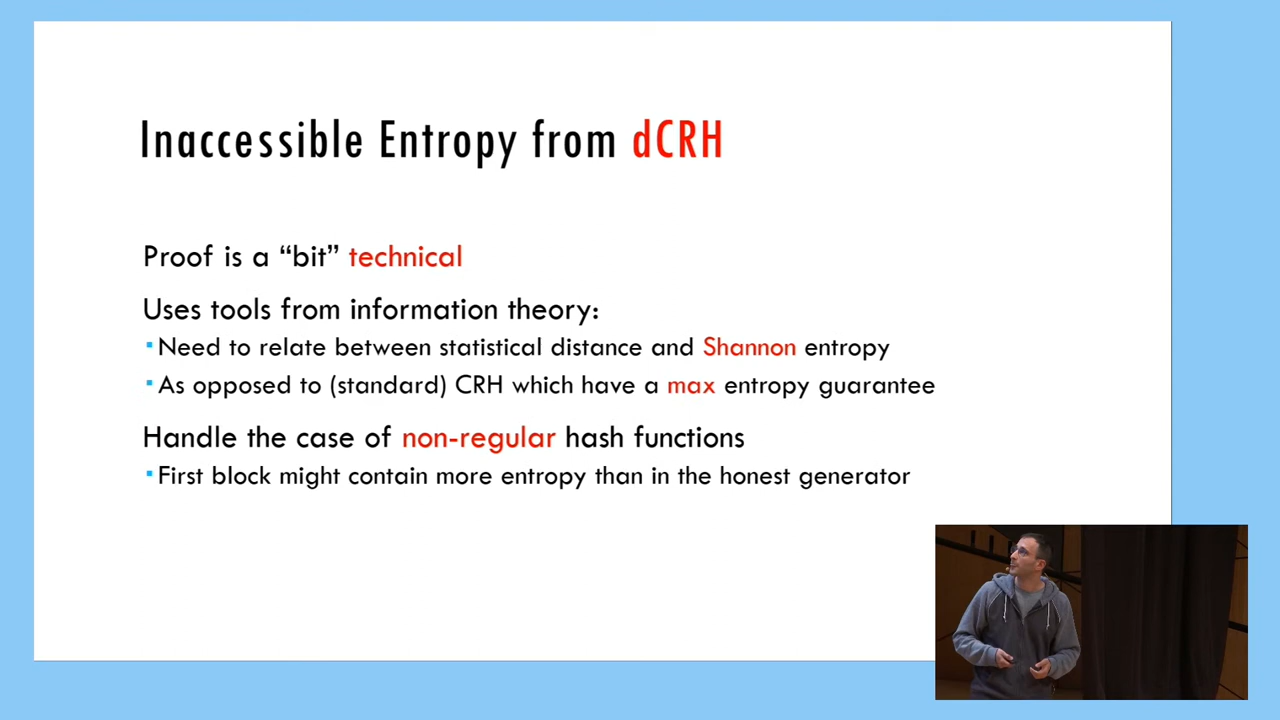 Inaccessible Entropy from dCRH
Proof is a “bit” technical
Uses tools from information theory:
Need to relate between statistical distance and Shannon entropy
As opposed to (standard) CRH which have a max entropy guarantee
Handle the case of non-regular hash functions
First block might contain more entropy than in the honest generator